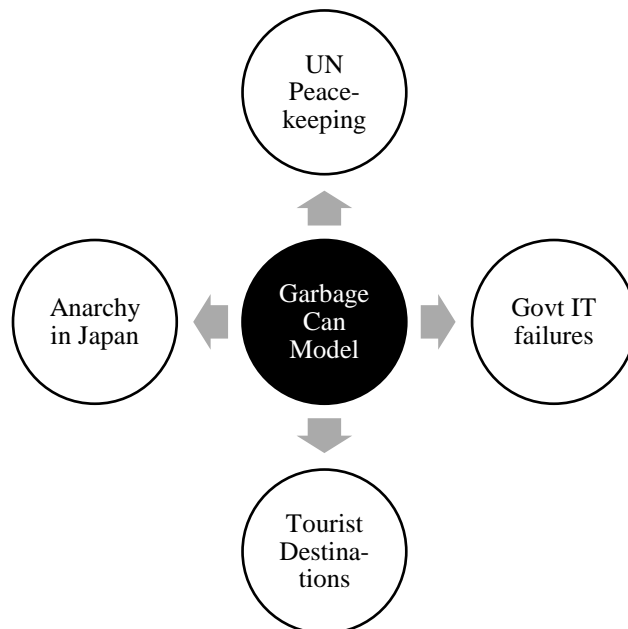 UN
Peace-
keeping
Anarchy
in Japan
Garbage
Can
Model
Govt IT
failures
Tourist
Destina-
tions